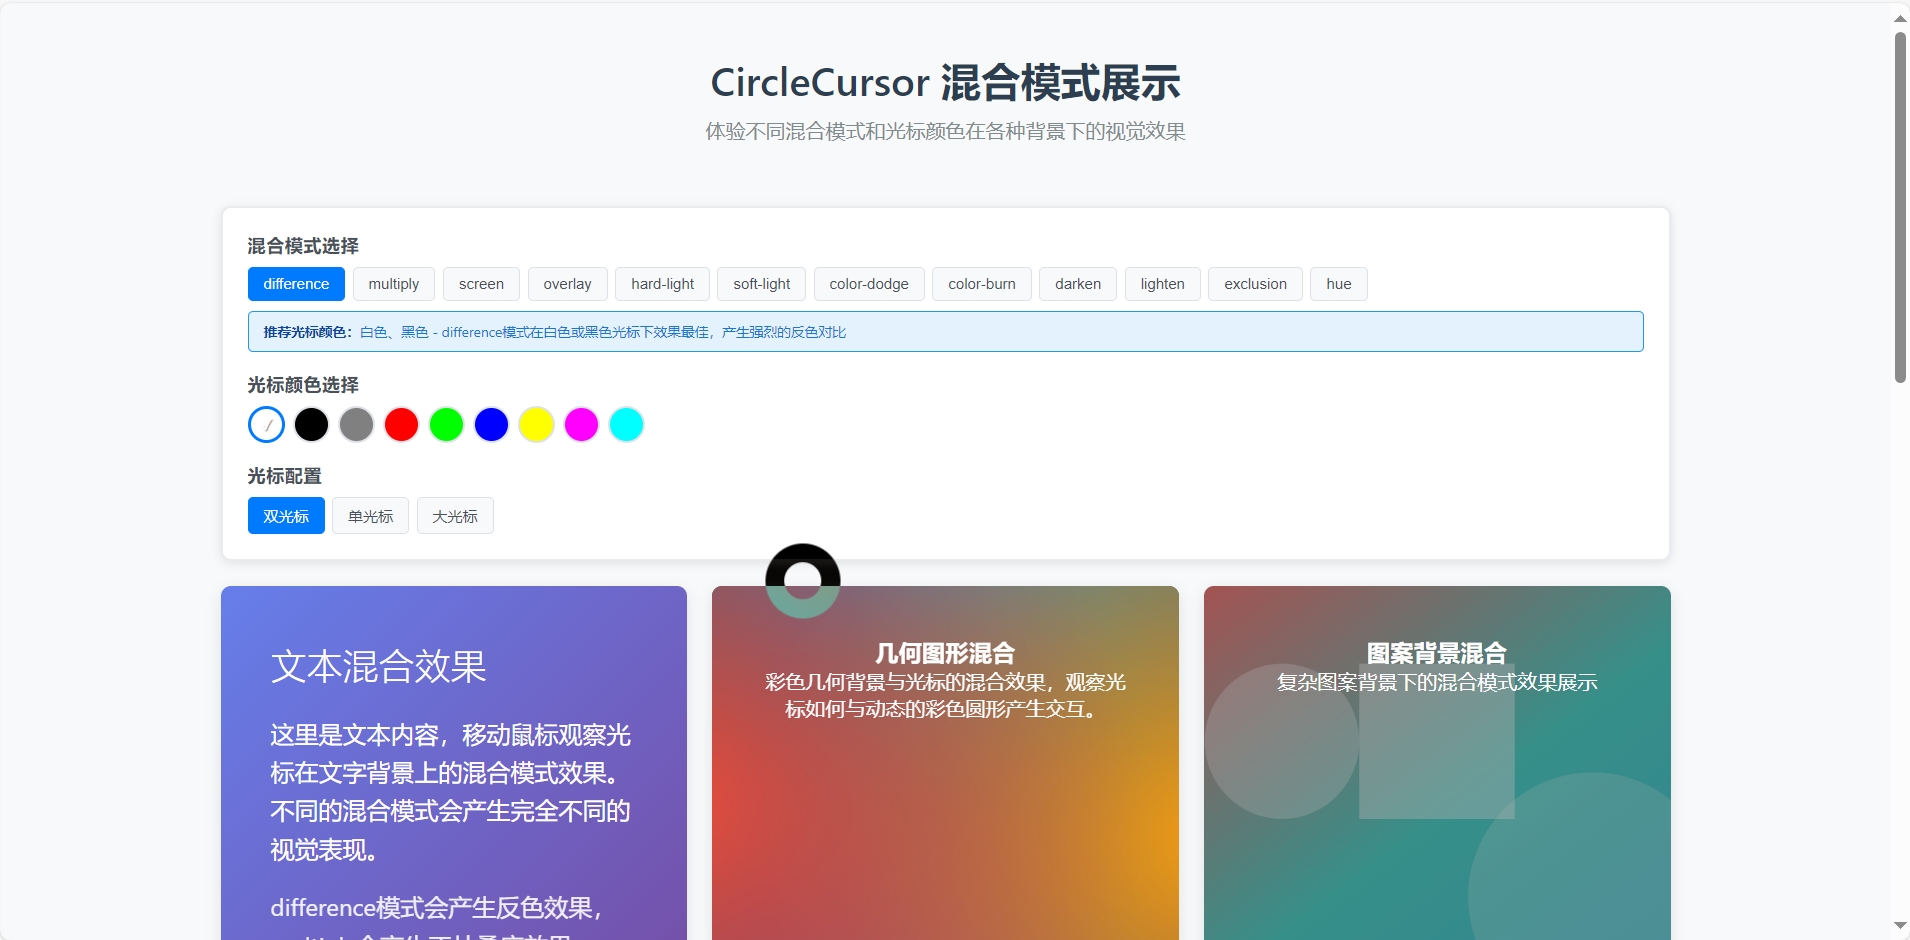 CircleCursor 混合模式展示
体验不同混合模式和光标颜色在各种背景下的视觉效果
混合模式选择
difference multiply screen overlay hard-light soft-light color-dodge color-burn darken lighten exclusion hue
推荐光标颜色：白色、黑色 - difference模式在白色或黑色光标下效果最佳，产生强烈的反色对比
光标颜色选择
光标配置
双光标 单光标 大光标
文本混合效果
这里是文本内容，移动鼠标观察光
标在文字背景上的混合模式效果。
不同的混合模式会产生完全不同的
视觉表现。
difference模式会产生反色效果，
几何图形混合
彩色几何背景与光标的混合效果，观察光
标如何与动态的彩色圆形产生交互。
图案背景混合
复杂图案背景下的混合模式效果展示